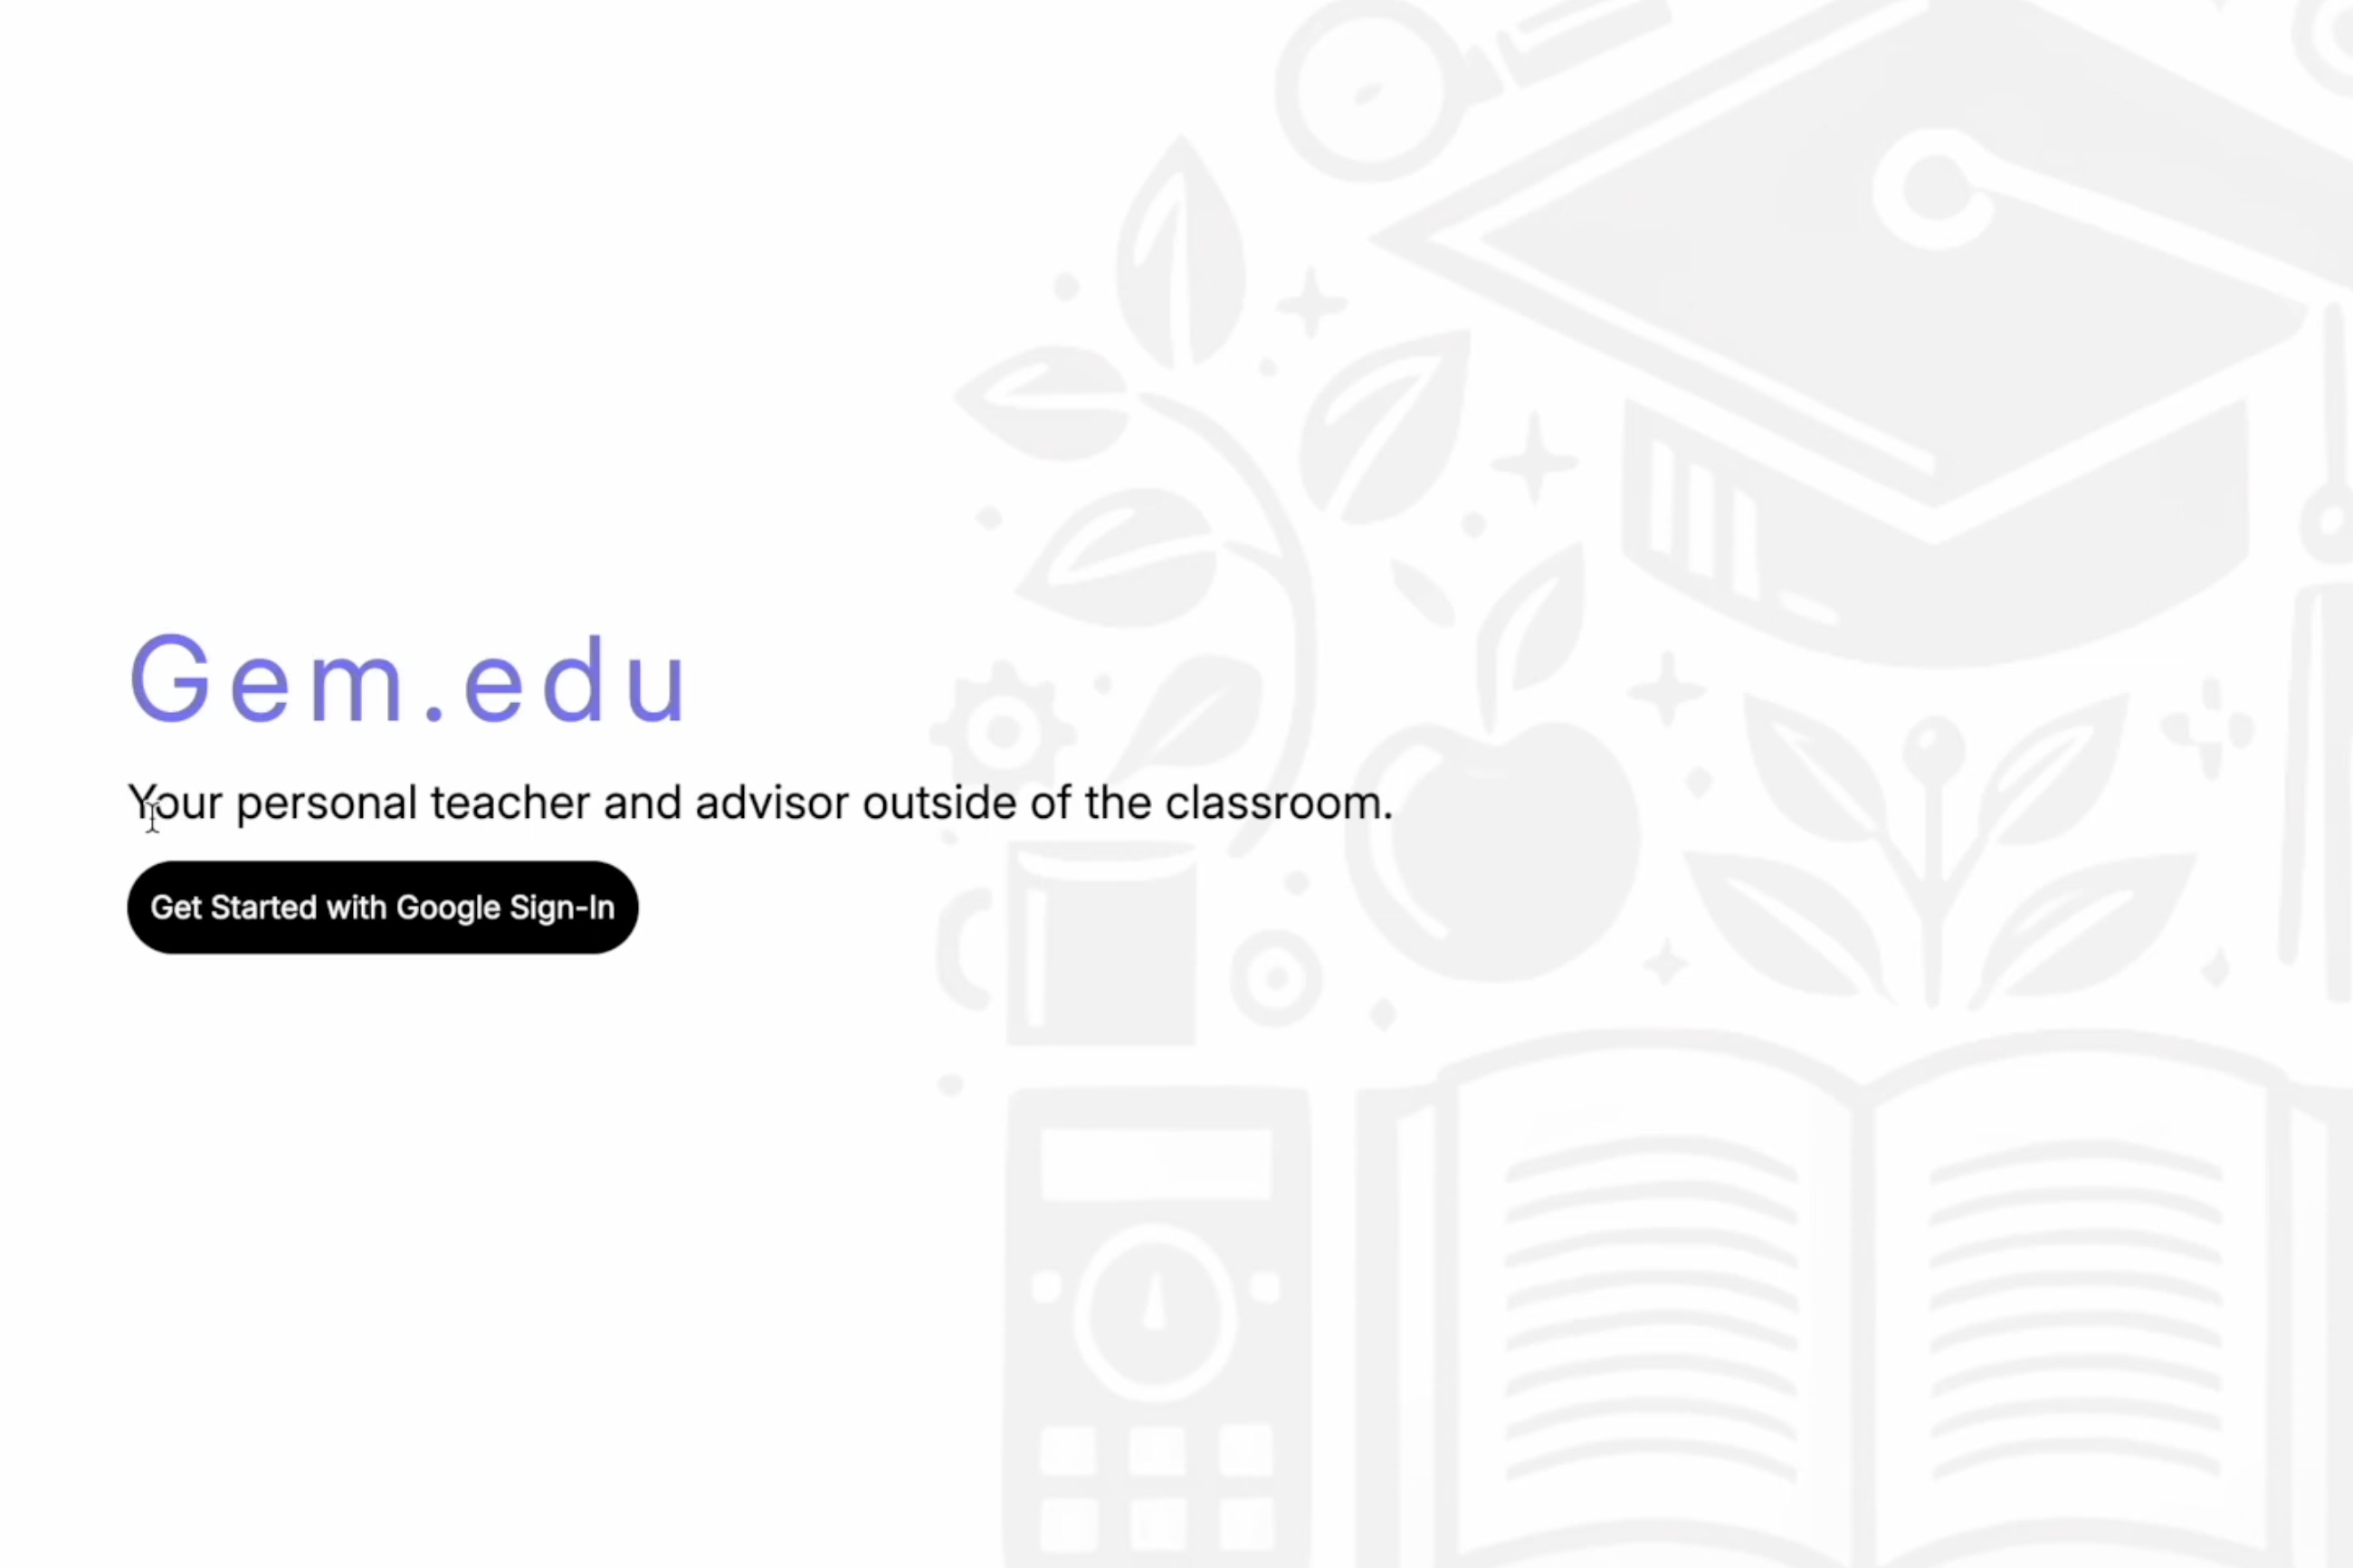 Gem.edu
Your personal teacher and advisor outside of the classroom.
Get Started with Google Sign-In